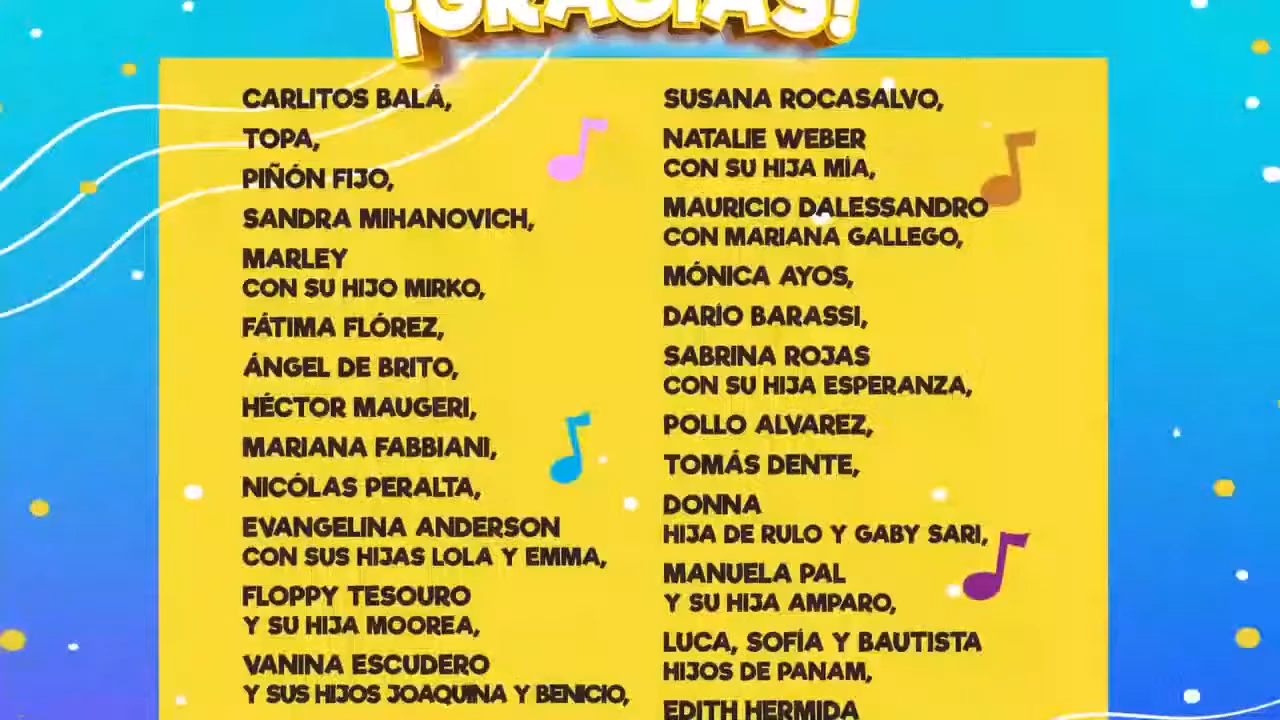 ¡GRACIAS!
CARLITOS BALÁ,
TOPA,
PIÑÓN FIJO,
SANDRA MIHANOVICH,
MARLEY
CON SU HIJO MIRKO,
FÁTIMA FLÓREZ,
ÁNGEL DE BRITO,
HÉCTOR MAUGERI,
MARIANA FABBIANI,
NICÓLAS PERALTA,
EVANGELINA ANDERSON
CON SUS HIJAS LOLA Y EMMA,
FLOPPY TESOURO
Y SU HIJA MOOREA,
VANINA ESCUDERO
Y SUS HIJOS JOAQUINA Y BENICIO,
SUSANA ROCASALVO,
NATALIE WEBER
CON SU HIJA MÍA,
MAURICIO DALESSANDRO
CON MARIANA GALLEGO,
MÓNICA AYOS,
DARÍO BARASSI,
SABRINA ROJAS
CON SU HIJA ESPERANZA,
POLLO ALVAREZ,
TOMÁS DENTE,
DONNA
HIJA DE RULO Y GABY SARI,
MANUELA PAL
Y SU HIJA AMPARO,
LUCA, SOFÍA Y BAUTISTA
HIJOS DE PANAM,
EDITH HERMIDA